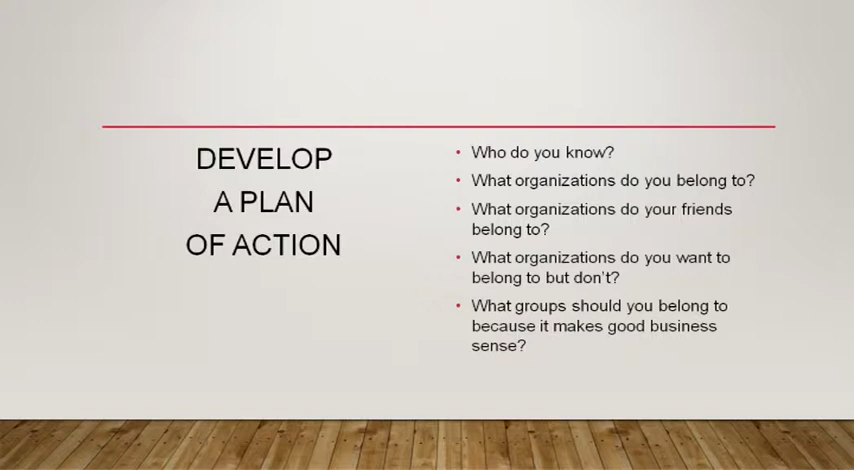 DEVELOP
A PLAN
OF ACTION
• Who do you know?
• What organizations do you belong to?
• What organizations do your friends
belong to?
• What organizations do you want to
belong to but don't?
• What groups should you belong to
because it makes good business
sense?